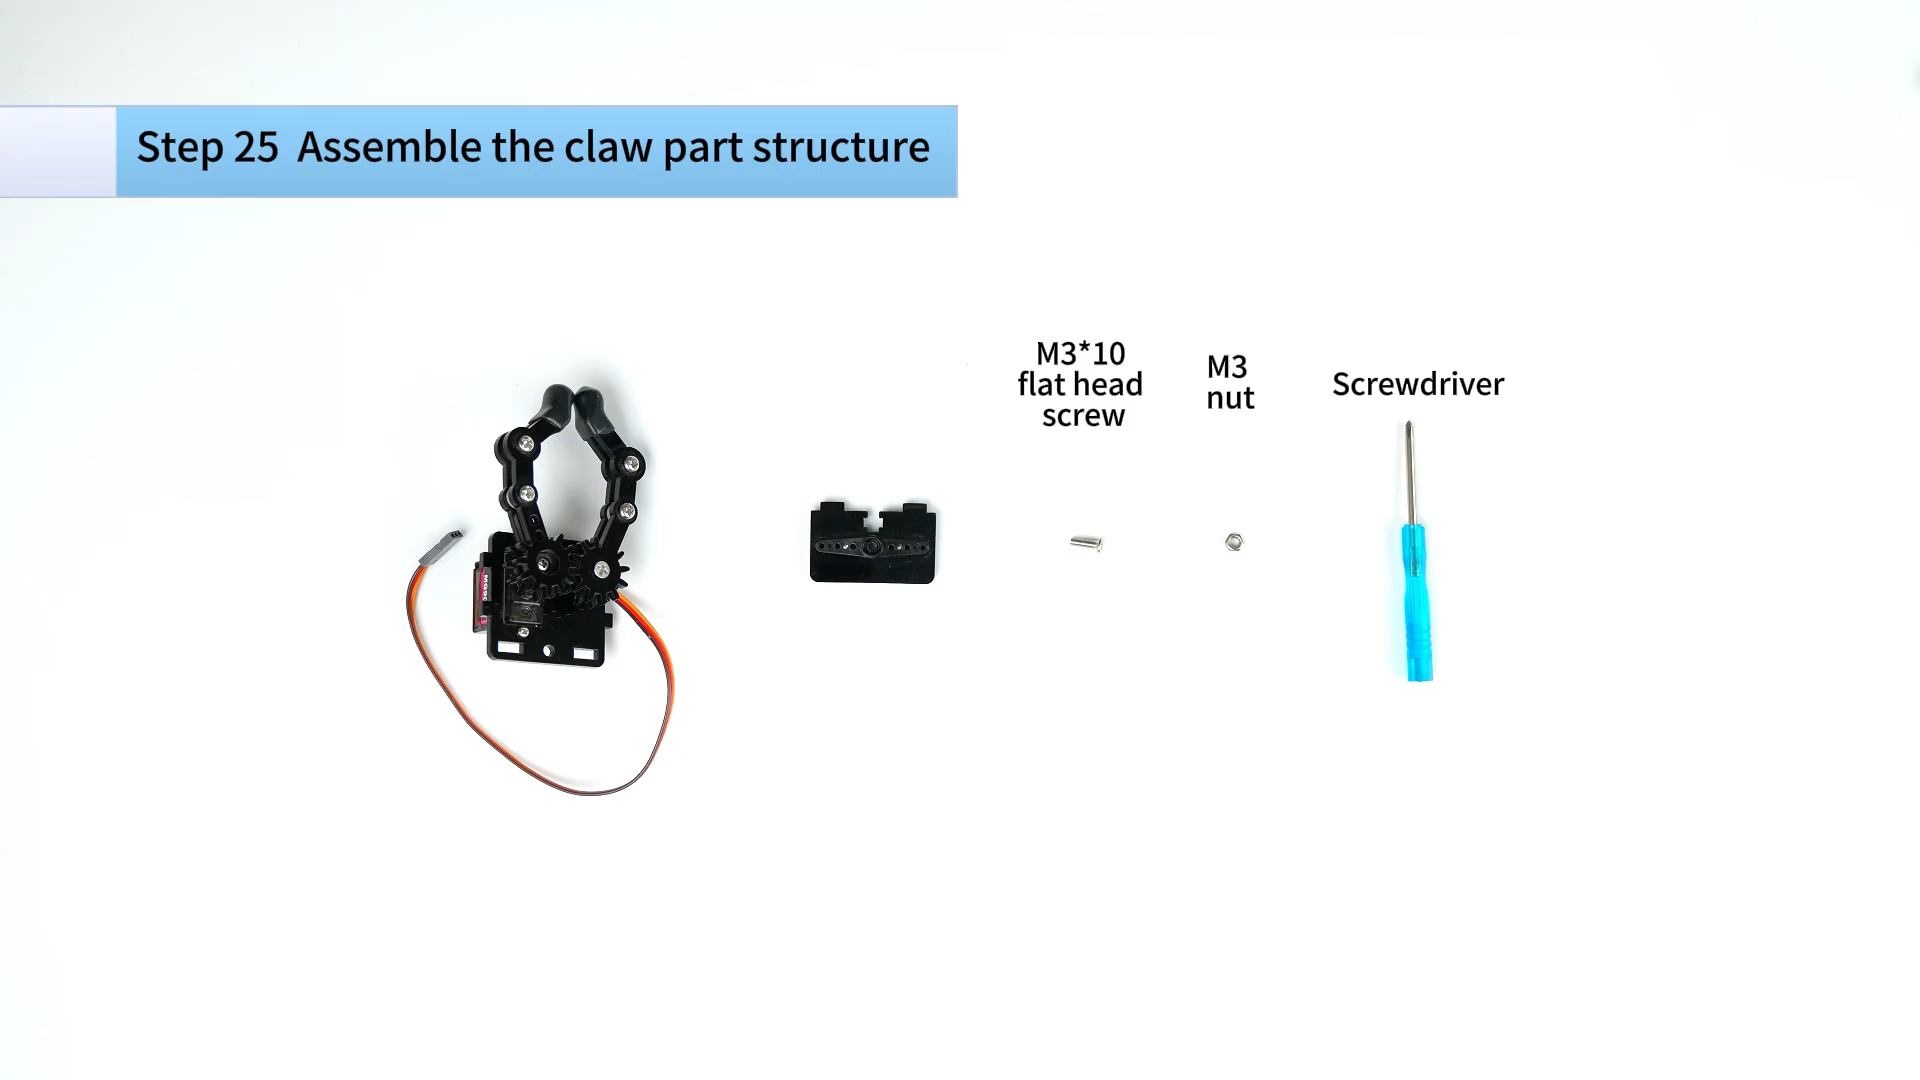 Step 25 Assemble the claw part structure
M3*10
flat head
screw
M3
nut
Screwdriver